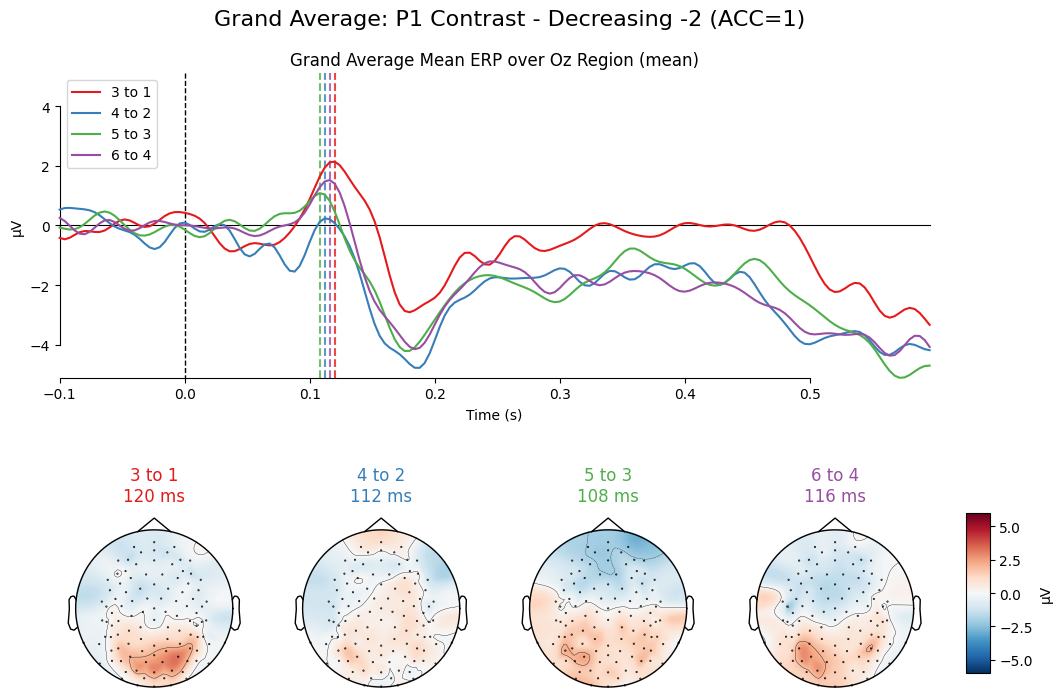 Grand Average: P1 Contrast - Decreasing -2 (ACC=1)
Grand Average Mean ERP over Oz Region (mean)
3 to 1
4 to 2
5 to 3
6 to 4
4
2
0
−2
−4
µV
−0.1 0.0 0.1 0.2 0.3 0.4 0.5
Time (s)
3 to 1
120 ms
4 to 2
112 ms
5 to 3
108 ms
6 to 4
116 ms
5.0
2.5
0.0
−2.5
−5.0
µV